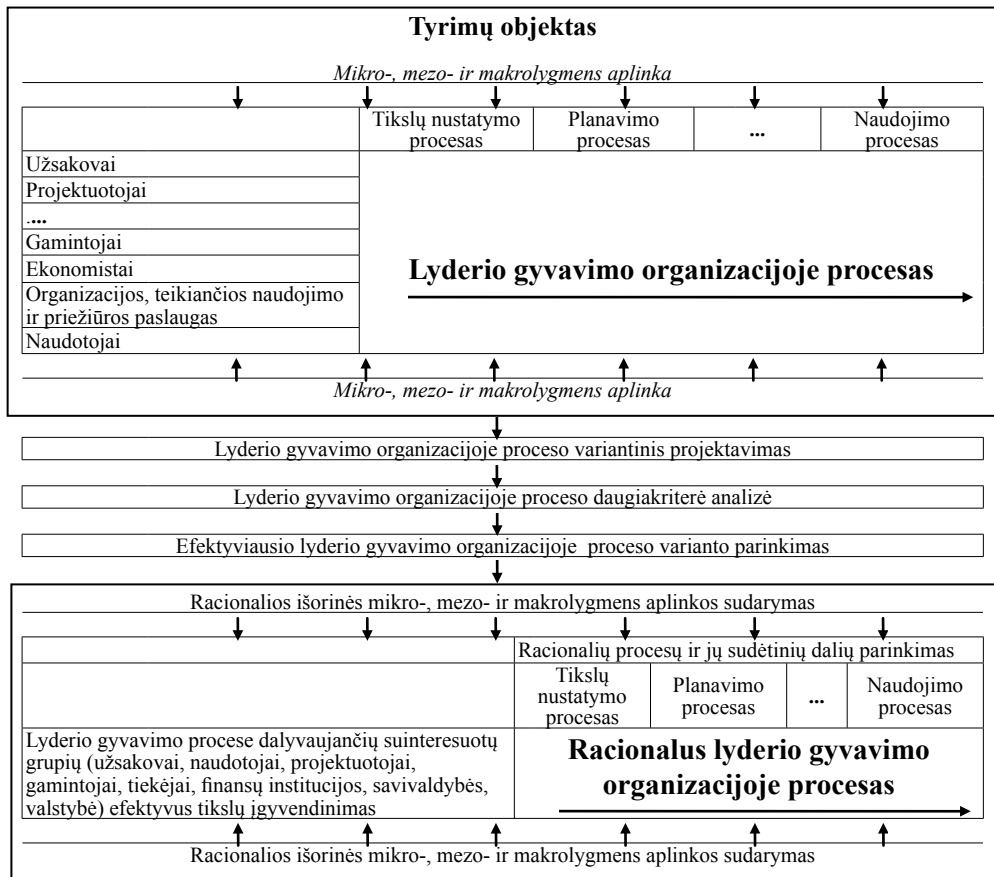 Tyrimų objektas
Mikro-, mezo- ir makrolygmens aplinka
Tikslų nustatymo
procesas
Planavimo
procesas
...
Naudojimo
procesas
Užsakovai
Projektuotojai
....
Gamintojai
Ekonomistai
Organizacijos, teikiančios naudojimo
ir priežiūros paslaugas
Naudotojai
Lyderio gyvavimo organizacijoje procesas
Mikro-, mezo- ir makrolygmens aplinka
Lyderio gyvavimo organizacijoje proceso variantinis projektavimas
Lyderio gyvavimo organizacijoje proceso daugiakriterė analizė
Efektyviausio lyderio gyvavimo organizacijoje proceso varianto parinkimas
Racionalios išorinės mikro-, mezo- ir makrolygmens aplinkos sudarymas
Racionalių procesų ir jų sudėtinių dalių parinkimas
Tikslų
nustatymo
procesas
Planavimo
procesas
...
Naudojimo
procesas
Lyderio gyvavimo procese dalyvaujančių suinteresuotų
grupių (užsakovai, naudotojai, projektuotojai,
gamintojai, tiekėjai, finansų institucijos, savivaldybės,
valstybė) efektyvus tikslų įgyvendinimas
Racionalus lyderio gyvavimo
organizacijoje procesas
Racionalios išorinės mikro-, mezo- ir makrolygmens aplinkos sudarymas